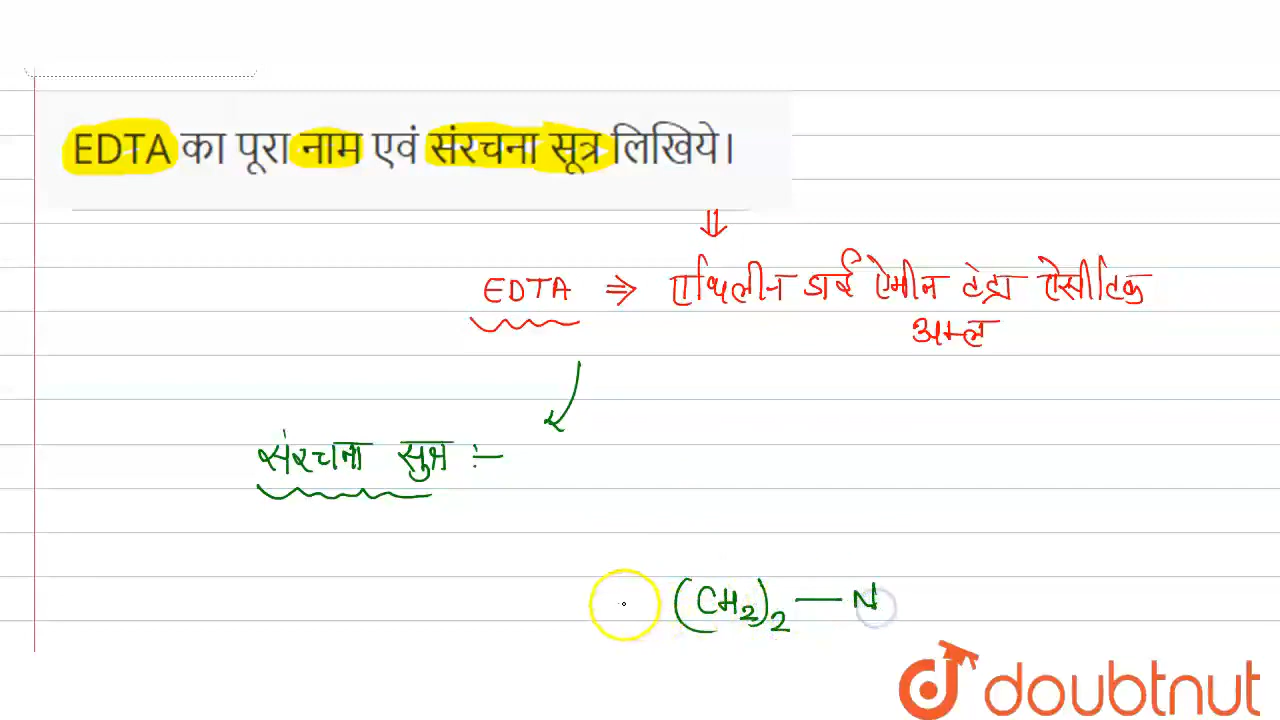 EDTA का पूरा नाम एवं संरचना सूत्र लिखिये।
EDTA ⇒ एथिलीन डाई ऐमीन टेट्रा ऐसीटिक
अम्ल
संरचना सुत्र :-
(CH₂)₂ — N
doubtnut